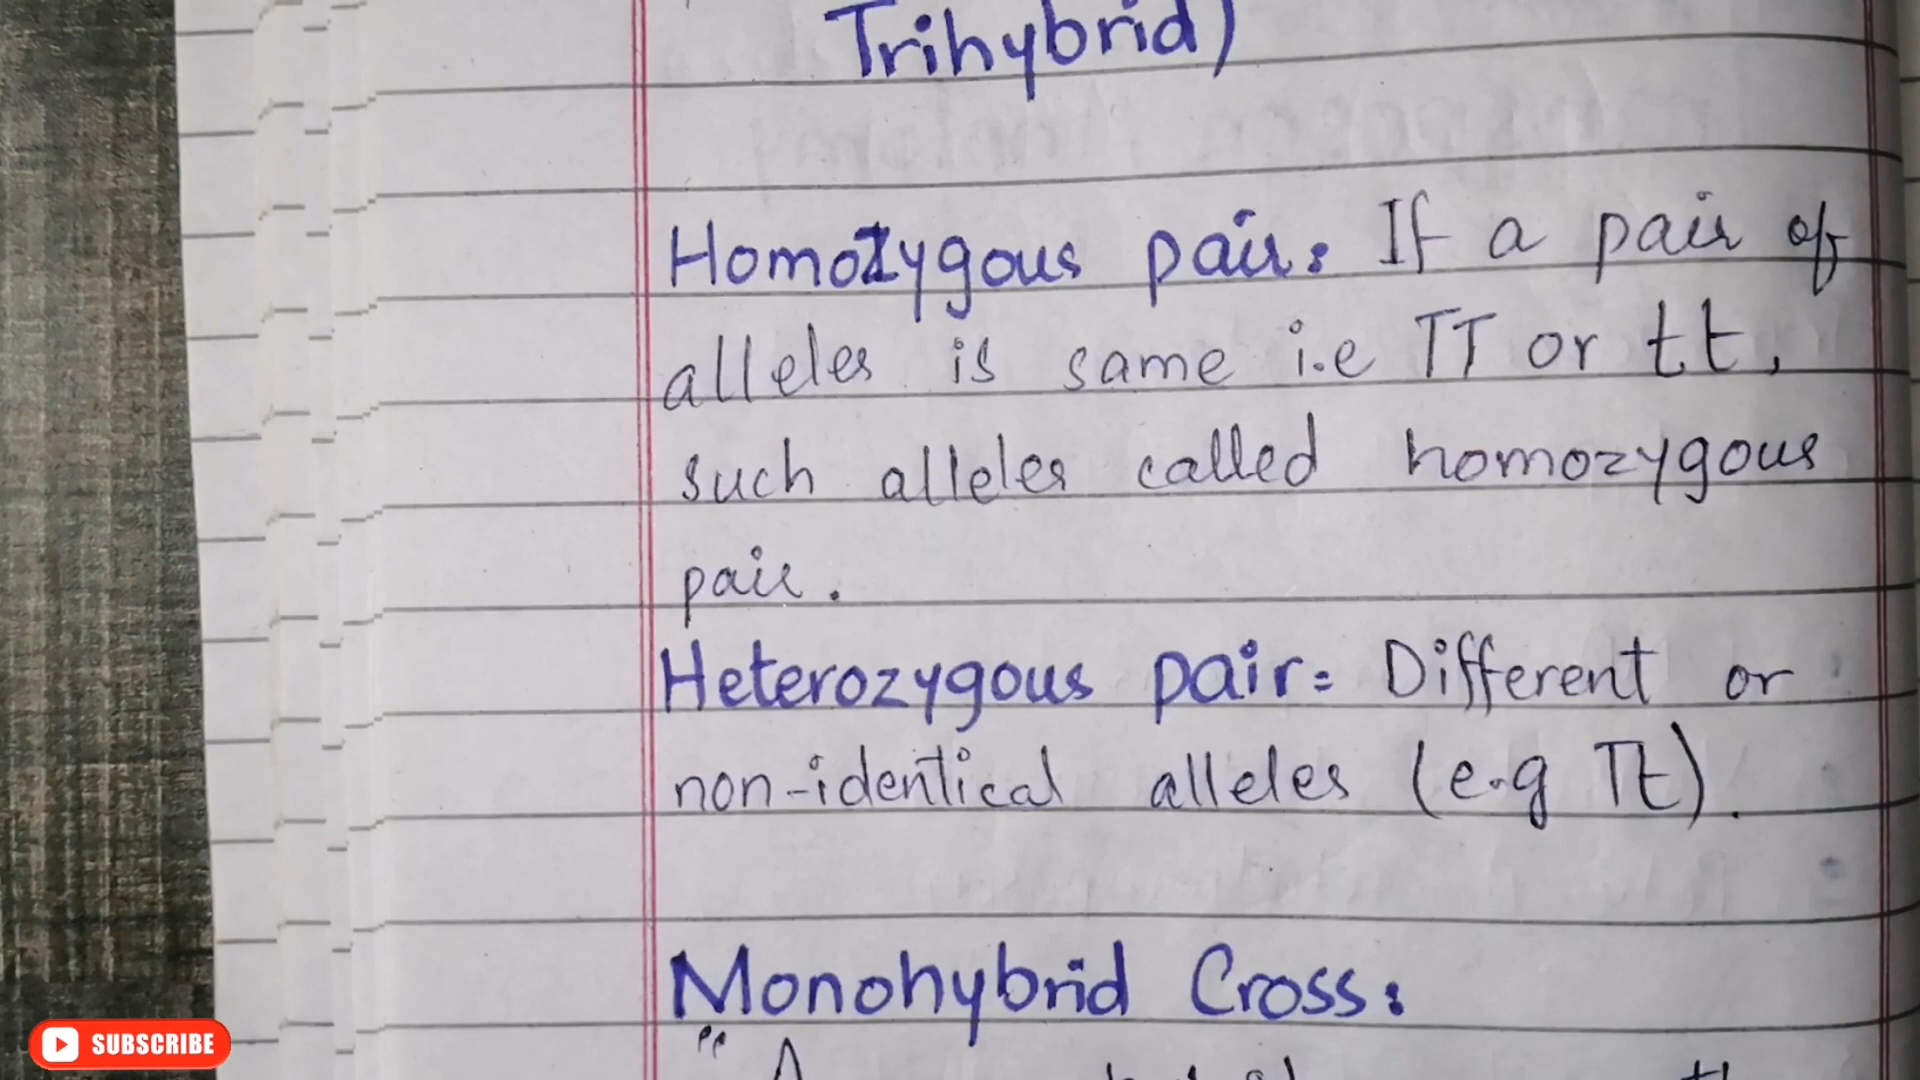 Trihybrid)
Homozygous pair: If a pair of
alleles is same i.e TT or tt,
such alleles called homozygous
pair.
Heterozygous pair: Different or
non-identical alleles (e.g Tt).
Monohybrid Cross:
"A
SUBSCRIBE